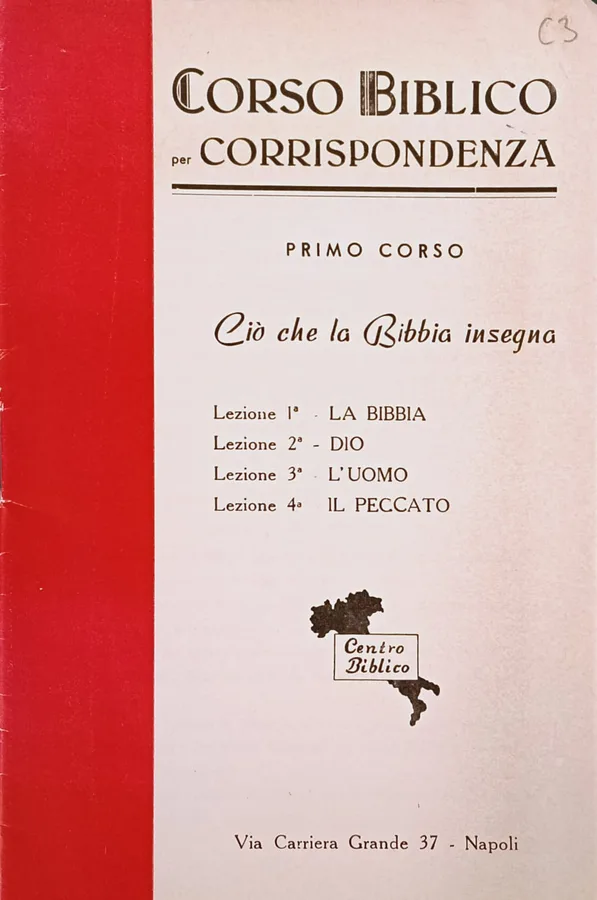 C3
CORSO BIBLICO
per CORRISPONDENZA
PRIMO CORSO
Ciò che la Bibbia insegna
Lezione 1ª - LA BIBBIA
Lezione 2ª - DIO
Lezione 3ª - L'UOMO
Lezione 4ª IL PECCATO
Centro
Biblico
Via Carriera Grande 37 - Napoli